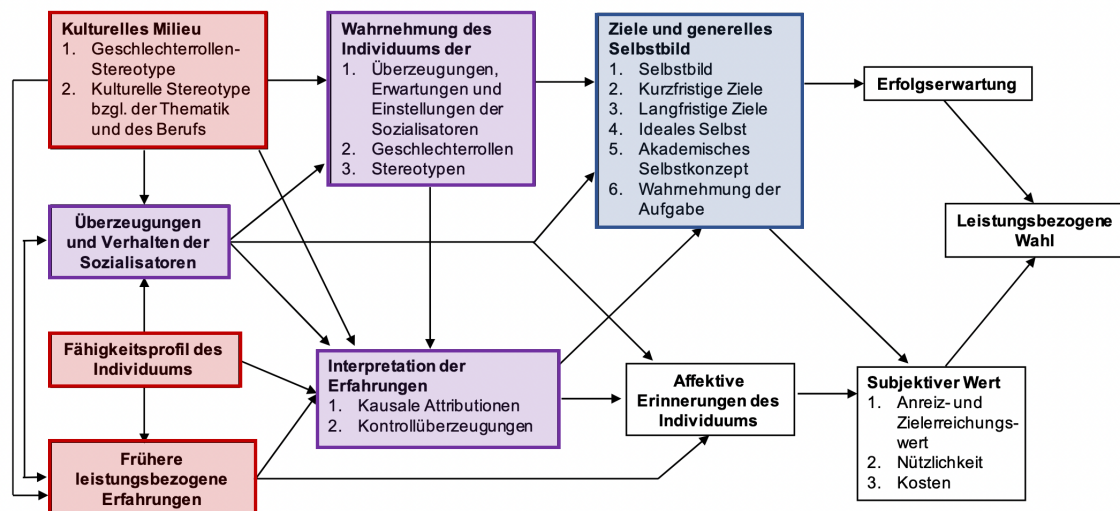 Kulturelles Milieu
1. Geschlechterrollen-
Stereotype
2. Kulturelle Stereotype
bzgl. der Thematik
und des Berufs
Wahrnehmung des
Individuums der
1. Überzeugungen,
Erwartungen und
Einstellungen der
Sozialisatoren
2. Geschlechterrollen
3. Stereotypen
Ziele und generelles
Selbstbild
1. Selbstbild
2. Kurzfristige Ziele
3. Langfristige Ziele
4. Ideales Selbst
5. Akademisches
Selbstkonzept
6. Wahrnehmung der
Aufgabe
Erfolgserwartung
Leistungsbezogene
Wahl
Überzeugungen
und Verhalten der
Sozialisatoren
Fähigkeitsprofil des
Individuums
Frühere
leistungsbezogene
Erfahrungen
Interpretation der
Erfahrungen
1. Kausale Attributionen
2. Kontrollüberzeugungen
Affektive
Erinnerungen des
Individuums
Subjektiver Wert
1. Anreiz- und
Zielerreichungs-
wert
2. Nützlichkeit
3. Kosten